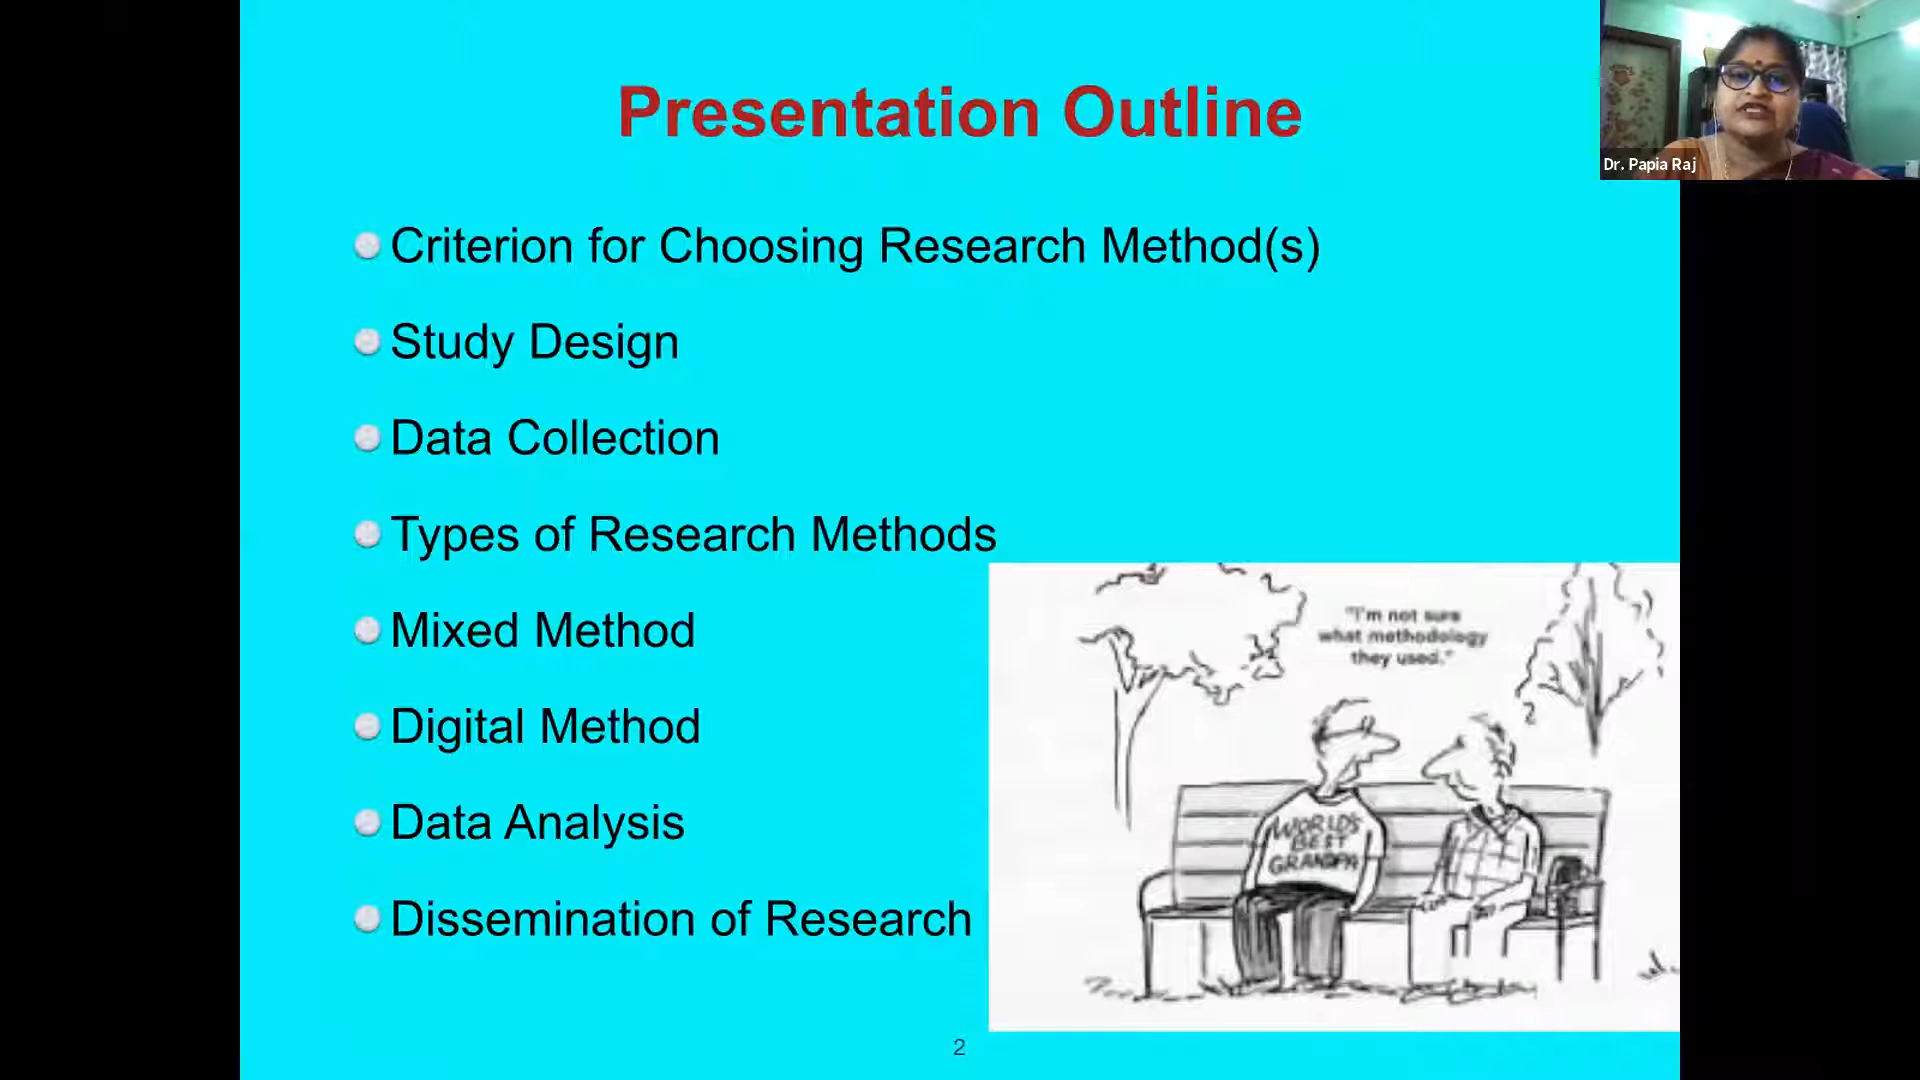 Presentation Outline
Dr. Papia Raj
Criterion for Choosing Research Method(s)
Study Design
Data Collection
Types of Research Methods
Mixed Method
Digital Method
Data Analysis
Dissemination of Research
"I'm not sure
what methodology
they used."
WORLD'S
BEST
GRANDPA
2